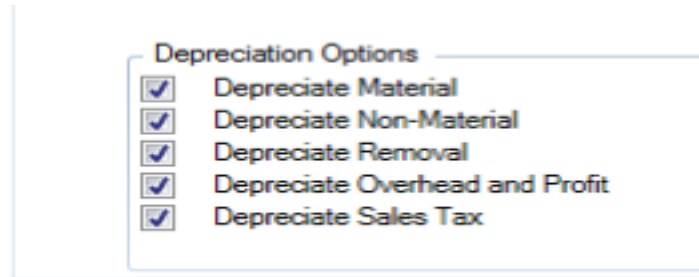 Depreciation Options
Depreciate Material
Depreciate Non-Material
Depreciate Removal
Depreciate Overhead and Profit
Depreciate Sales Tax